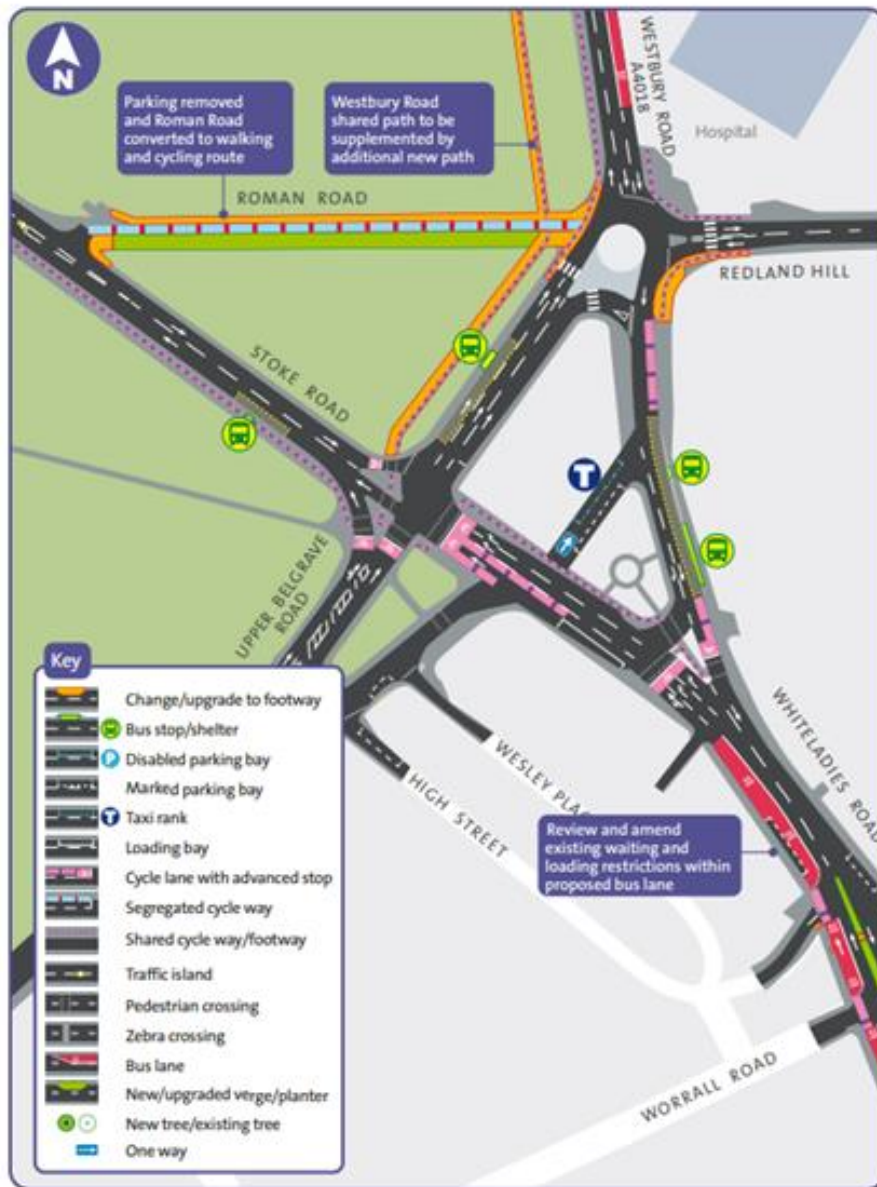 N
Parking removed
and Roman Road
converted to walking
and cycling route
Westbury Road
shared path to be
supplemented by
additional new path
WESTBURY ROAD
A4018
Hospital
ROMAN ROAD
REDLAND HILL
STOKE ROAD
T
UPPER BELGRAVE
ROAD
WHITELADIES ROAD
WESLEY PLAC
HIGH STREET
Review and amend
existing waiting and
loading restrictions within
proposed bus lane
WORRALL ROAD
Key
Change/upgrade to footway
Bus stop/shelter
P Disabled parking bay
Marked parking bay
T Taxi rank
Loading bay
Cycle lane with advanced stop
Segregated cycle way
Shared cycle way/footway
Traffic island
Pedestrian crossing
Zebra crossing
Bus lane
New/upgraded verge/planter
New tree/existing tree
One way